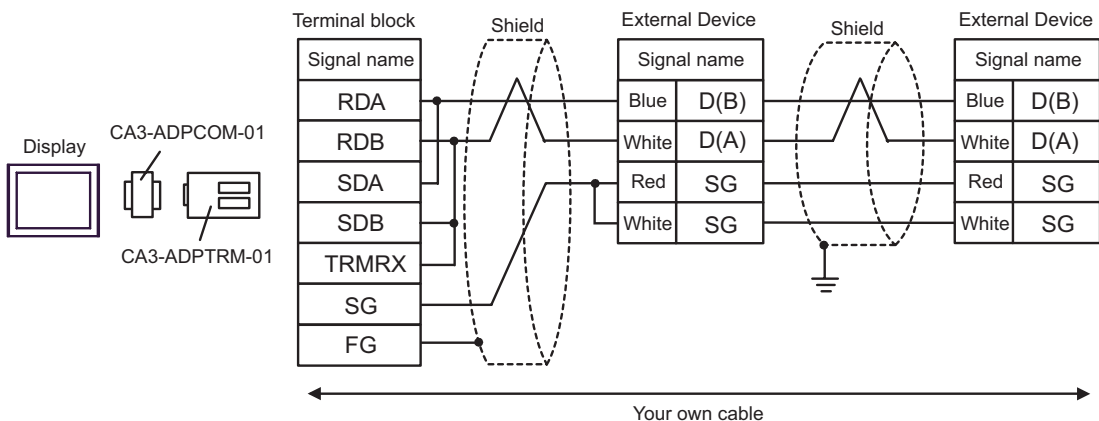 Terminal block
Shield
External Device
Shield
External Device
Signal name
Signal name
Signal name
RDA
Blue D(B)
Blue D(B)
RDB
White D(A)
White D(A)
SDA
Red SG
Red SG
SDB
White SG
White SG
TRMRX
SG
FG
Display
CA3-ADPCOM-01
CA3-ADPTRM-01
Your own cable